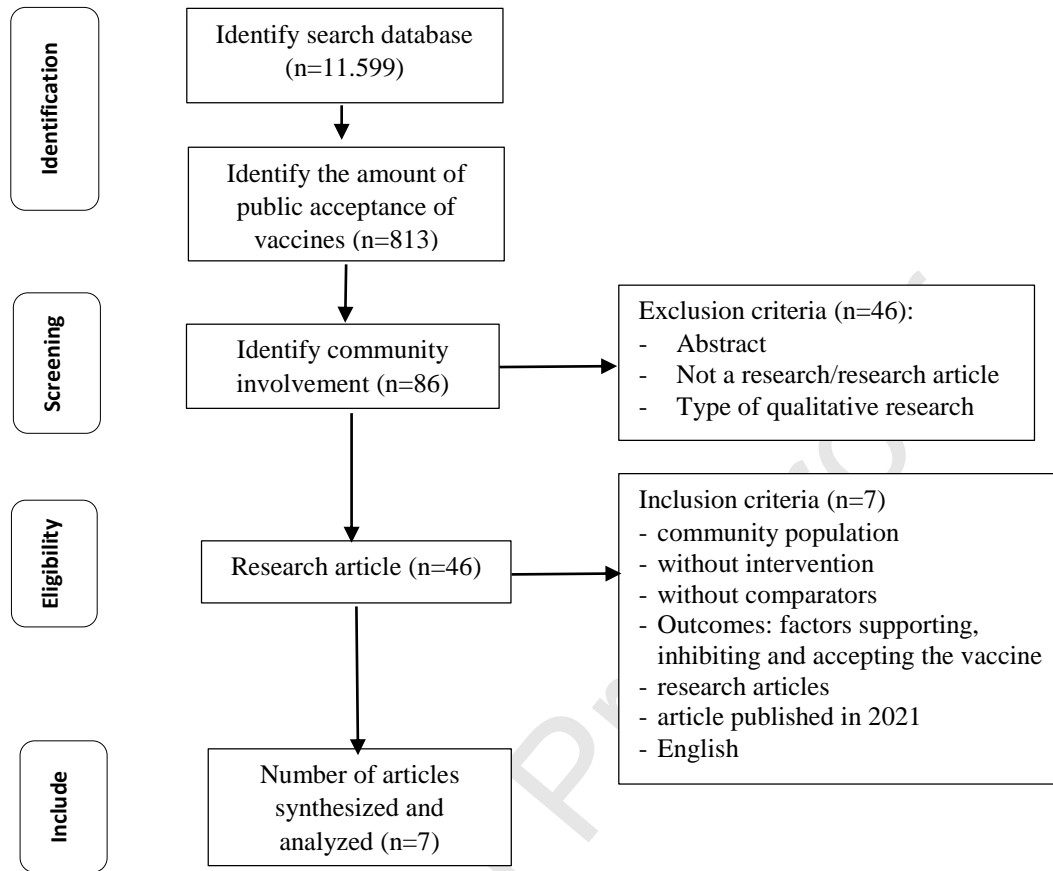 Identification
Identify search database
(n=11.599)
Identify the amount of
public acceptance of
vaccines (n=813)
Screening
Identify community
involvement (n=86)
Exclusion criteria (n=46):
- Abstract
- Not a research/research article
- Type of qualitative research
Eligibility
Research article (n=46)
Inclusion criteria (n=7)
- community population
- without intervention
- without comparators
- Outcomes: factors supporting,
inhibiting and accepting the vaccine
- research articles
- article published in 2021
- English
Include
Number of articles
synthesized and
analyzed (n=7)